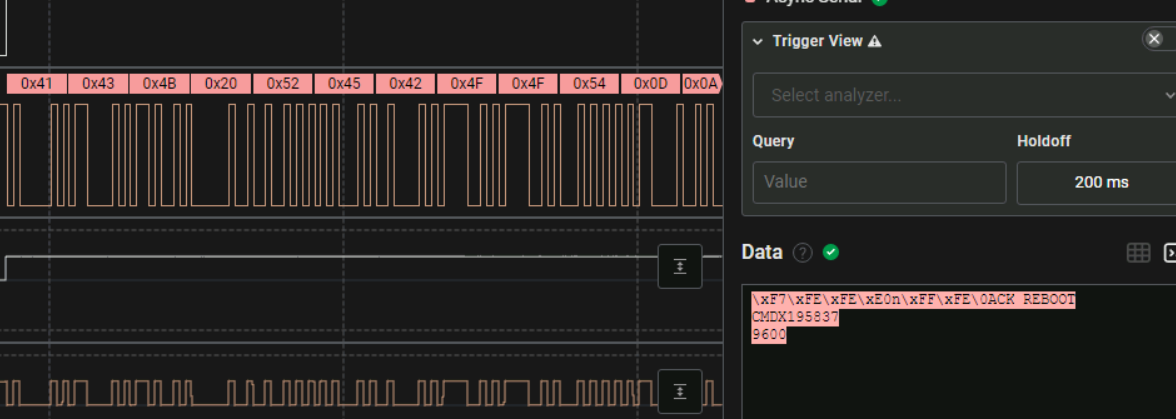 Async Serial
Trigger View
0x41 0x43 0x4B 0x20 0x52 0x45 0x42 0x4F 0x4F 0x54 0x0D 0x0A
Select analyzer...
Query Holdoff
Value 200 ms
Data ?
\xF7\xFE\xFE\xE0n\xFF\xFE\0ACK REBOOT
CMDX195837
9600